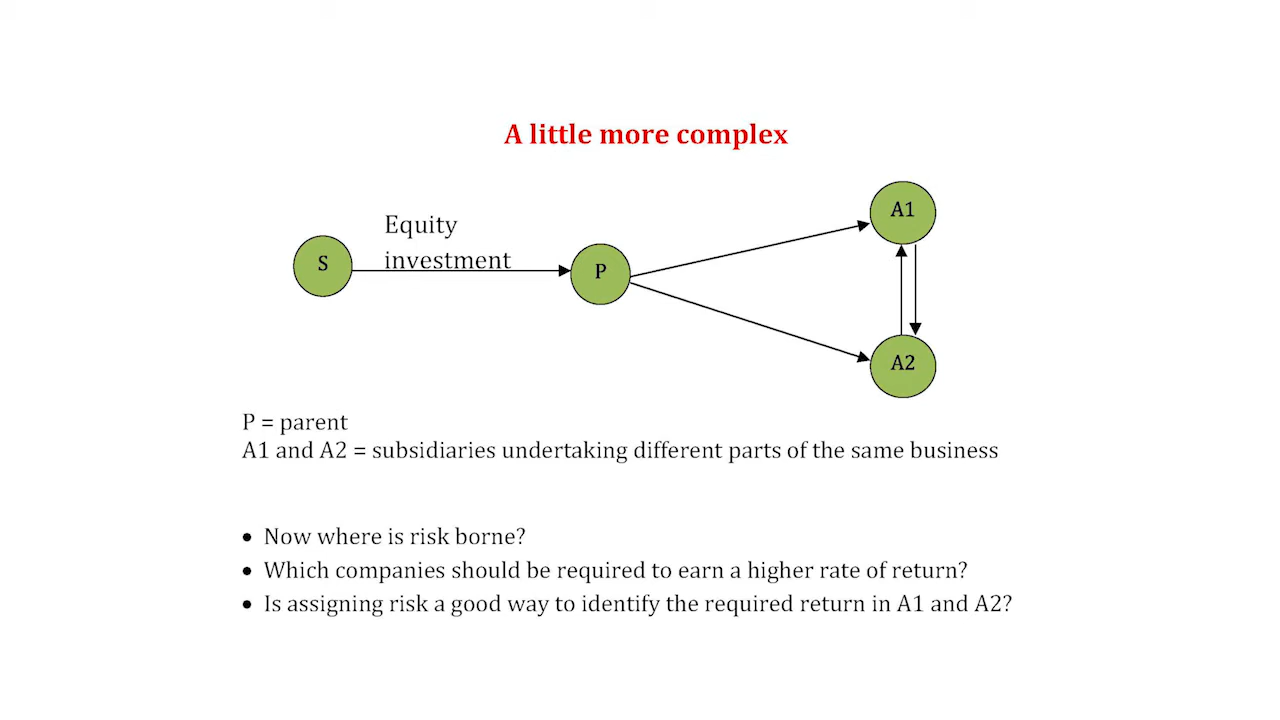 A little more complex
Equity
investment
S
P
A1
A2
P = parent
A1 and A2 = subsidiaries undertaking different parts of the same business
• Now where is risk borne?
• Which companies should be required to earn a higher rate of return?
• Is assigning risk a good way to identify the required return in A1 and A2?